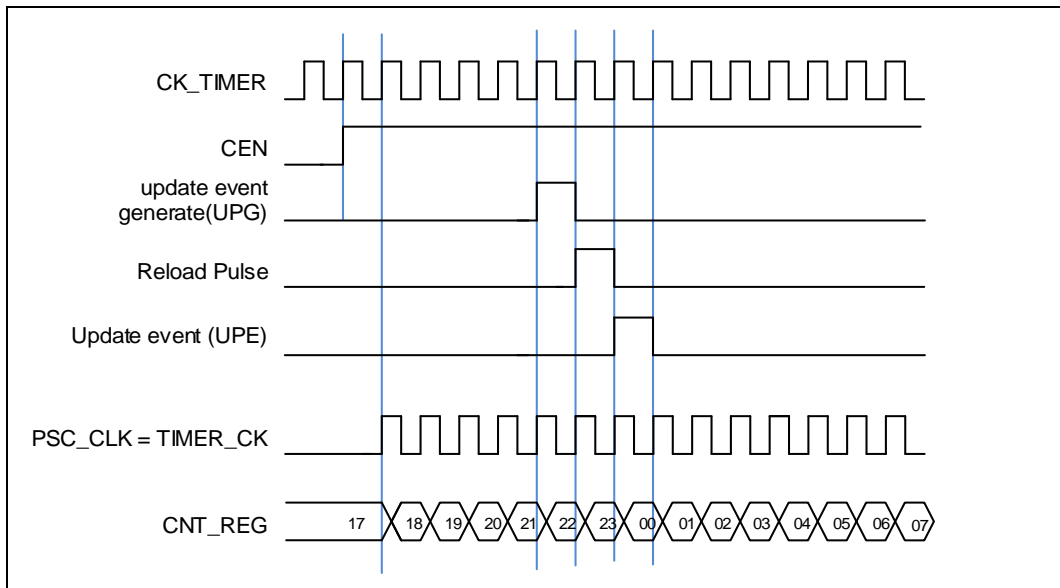 CK_TIMER
CEN
update event
generate(UPG)
Reload Pulse
Update event (UPE)
PSC_CLK = TIMER_CK
CNT_REG 17 18 19 20 21 22 23 00 01 02 03 04 05 06 07